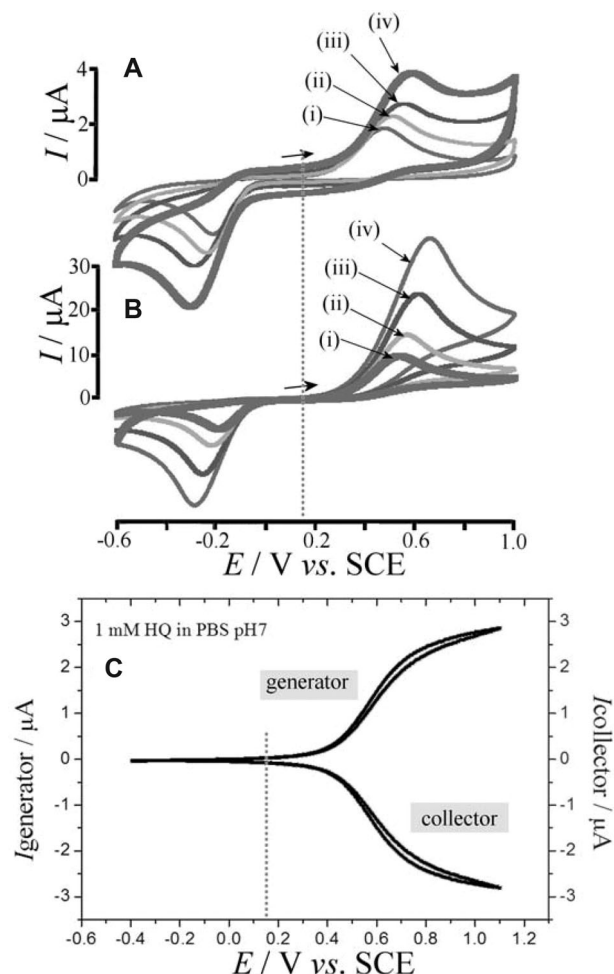 A
I / µA
4
2
0
(iv)
(iii)
(ii)
(i)
B
I / µA
30
20
10
0
(iv)
(iii)
(ii)
(i)
-0.6 -0.2 0.2 0.6 1.0
E / V vs. SCE
C
1 mM HQ in PBS pH7
generator
collector
Igenerator / µA
3
2
1
0
-1
-2
-3
Icollector / µA
3
2
1
0
-1
-2
-3
-0.6 -0.4 -0.2 0.0 0.2 0.4 0.6 0.8 1.0 1.2
E / V vs. SCE